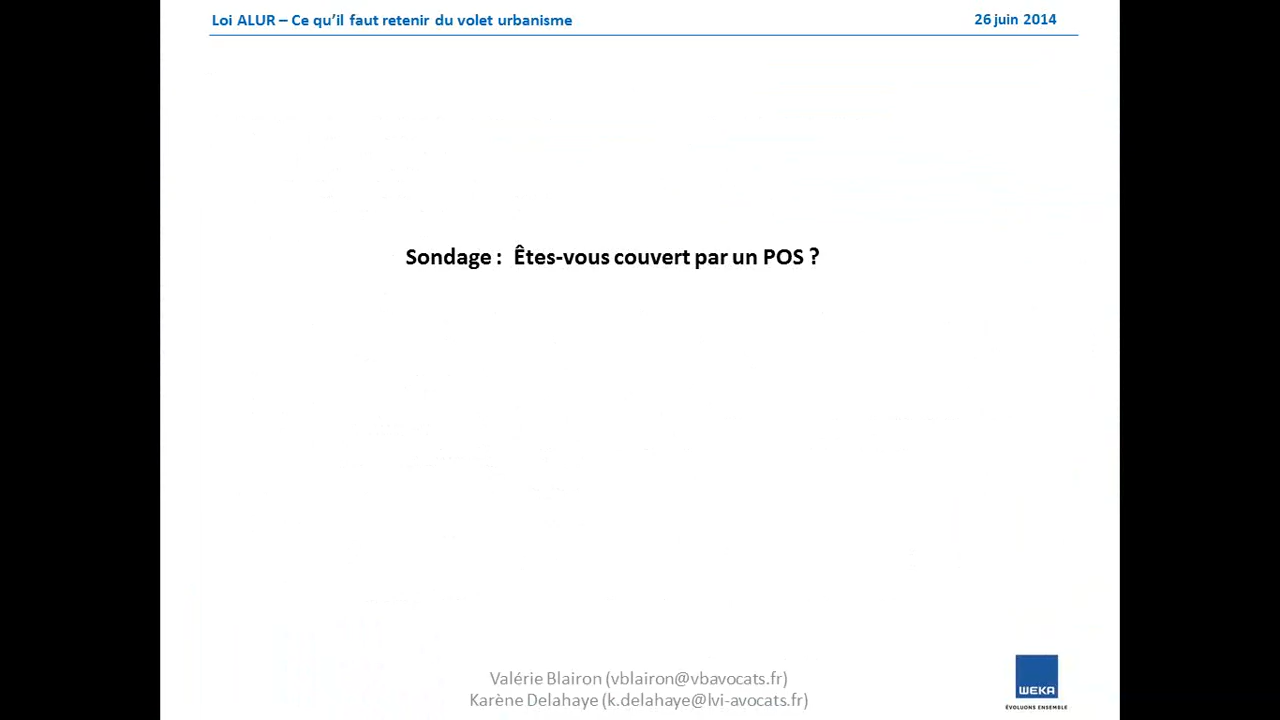 Loi ALUR – Ce qu'il faut retenir du volet urbanisme
26 juin 2014
Sondage : Êtes-vous couvert par un POS ?
Valérie Blairon (vblairon@vbavocats.fr)
Karène Delahaye (k.delahaye@lvi-avocats.fr)
WEKA
ÉVOLUONS ENSEMBLE